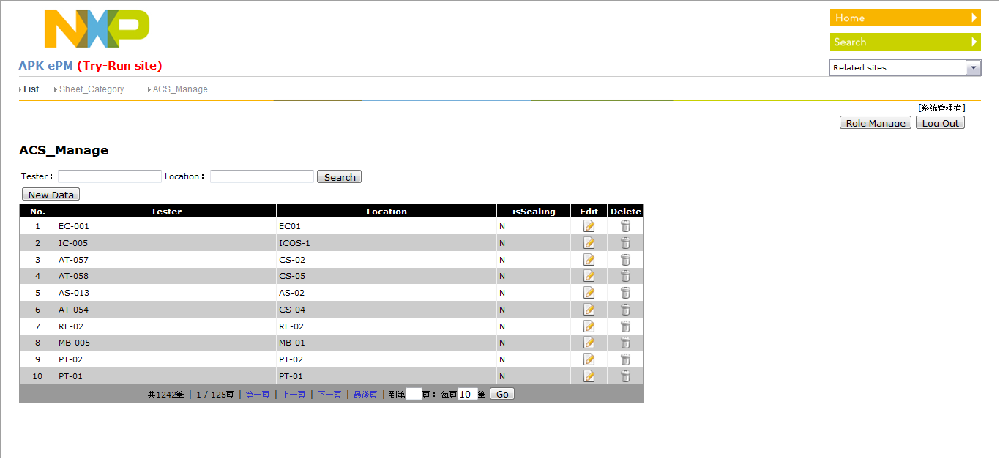 NXP
Home
Search
APK ePM (Try-Run site)
Related sites
List Sheet_Category ACS_Manage
[系統管理者]
Role Manage Log Out
ACS_Manage
Tester： Location： Search
New Data
No. Tester Location isSealing Edit Delete
1 EC-001 EC01 N
2 IC-005 ICOS-1 N
3 AT-057 CS-02 N
4 AT-058 CS-05 N
5 AS-013 AS-02 N
6 AT-054 CS-04 N
7 RE-02 RE-02 N
8 MB-005 MB-01 N
9 PT-02 PT-02 N
10 PT-01 PT-01 N
共1242筆 | 1 / 125頁 | 第一頁 | 上一頁 | 下一頁 | 最後頁 | 到第 頁： 每頁 10 筆 Go